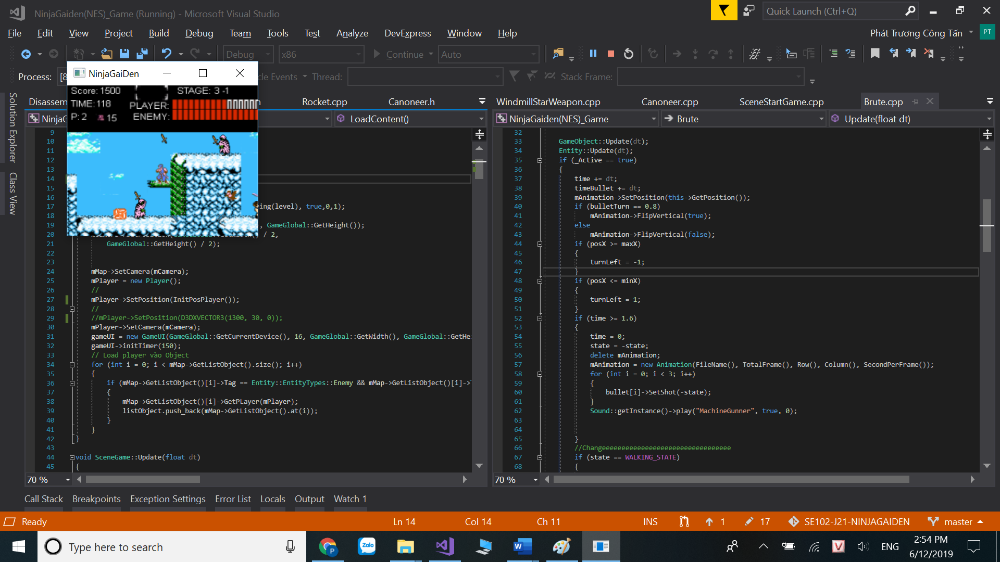 NinjaGaiden(NES)_Game (Running) - Microsoft Visual Studio
Quick Launch (Ctrl+Q)
File Edit View Project Build Debug Team Tools Test Analyze DevExpress Window Help
Phát Trương Công Tấn
PT
Debug x86 Continue Auto
Process: [8 cle Events Thread: Stack Frame:
NinjaGaiDen
Score: 1500 STAGE: 3 -1
TIME: 118 PLAYER:
P: 2 15 ENEMY:
Solution Explorer
Class View
Disassem Rocket.cpp Canoneer.h
NinjaG LoadContent()
9
10
11
12
13
14
15
16
17 ing(level), true,0,1);
18
19 , GameGlobal::GetHeight());
20 / 2,
21 GameGlobal::GetHeight() / 2);
22
23
24 mMap->SetCamera(mCamera);
25 mPlayer = new Player();
26 //
27 mPlayer->SetPosition(InitPosPlayer());
28 //
29 //mPlayer->SetPosition(D3DXVECTOR3(1300, 30, 0));
30 mPlayer->SetCamera(mCamera);
31 gameUI = new GameUI(GameGlobal::GetCurrentDevice(), 16, GameGlobal::GetWidth(), GameGlobal::GetHei
32 gameUI->initTimer(150);
33 // Load player vào Object
34 for (int i = 0; i < mMap->GetListObject().size(); i++)
35 {
36 if (mMap->GetListObject()[i]->Tag == Entity::EntityTypes::Enemy && mMap->GetListObject()[i]->
37 {
38 mMap->GetListObject()[i]->GetPLayer(mPlayer);
39 listObject.push_back(mMap->GetListObject().at(i));
40 }
41 }
42 }
43
44 void SceneGame::Update(float dt)
45 {
70 %
WindmillStarWeapon.cpp Canoneer.cpp SceneStartGame.cpp Brute.cpp
NinjaGaiden(NES)_Game Brute Update(float dt)
32
33 GameObject::Update(dt);
34 Entity::Update(dt);
35 if (_Active == true)
36 {
37 time += dt;
38 timeBullet += dt;
39 mAnimation->SetPosition(this->GetPosition());
40 if (bulletTurn == 0.8)
41 mAnimation->FlipVertical(true);
42 else
43 mAnimation->FlipVertical(false);
44 if (posX >= maxX)
45 {
46 turnLeft = -1;
47 }
48 if (posX <= minX)
49 {
50 turnLeft = 1;
51 }
52 if (time >= 1.6)
53 {
54 time = 0;
55 state = -state;
56 delete mAnimation;
57 mAnimation = new Animation(FileName(), TotalFrame(), Row(), Column(), SecondPerFrame());
58 for (int i = 0; i < 3; i++)
59 {
60 bullet[i]->SetShot(-state);
61 }
62 Sound::getInstance()->play("MachineGunner", true, 0);
63
64
65 }
66 //Changeeeeeeeeeeeeeeeeeeeeeeeeeeeeeeeee
67 if (state == WALKING_STATE)
68 {
70 %
Call Stack Breakpoints Exception Settings Error List Locals Output Watch 1
Ready Ln 14 Col 14 Ch 11 INS 1 17 SE102-J21-NINJAGAIDEN master
Type here to search
Zalo
ENG
2:54 PM
6/12/2019